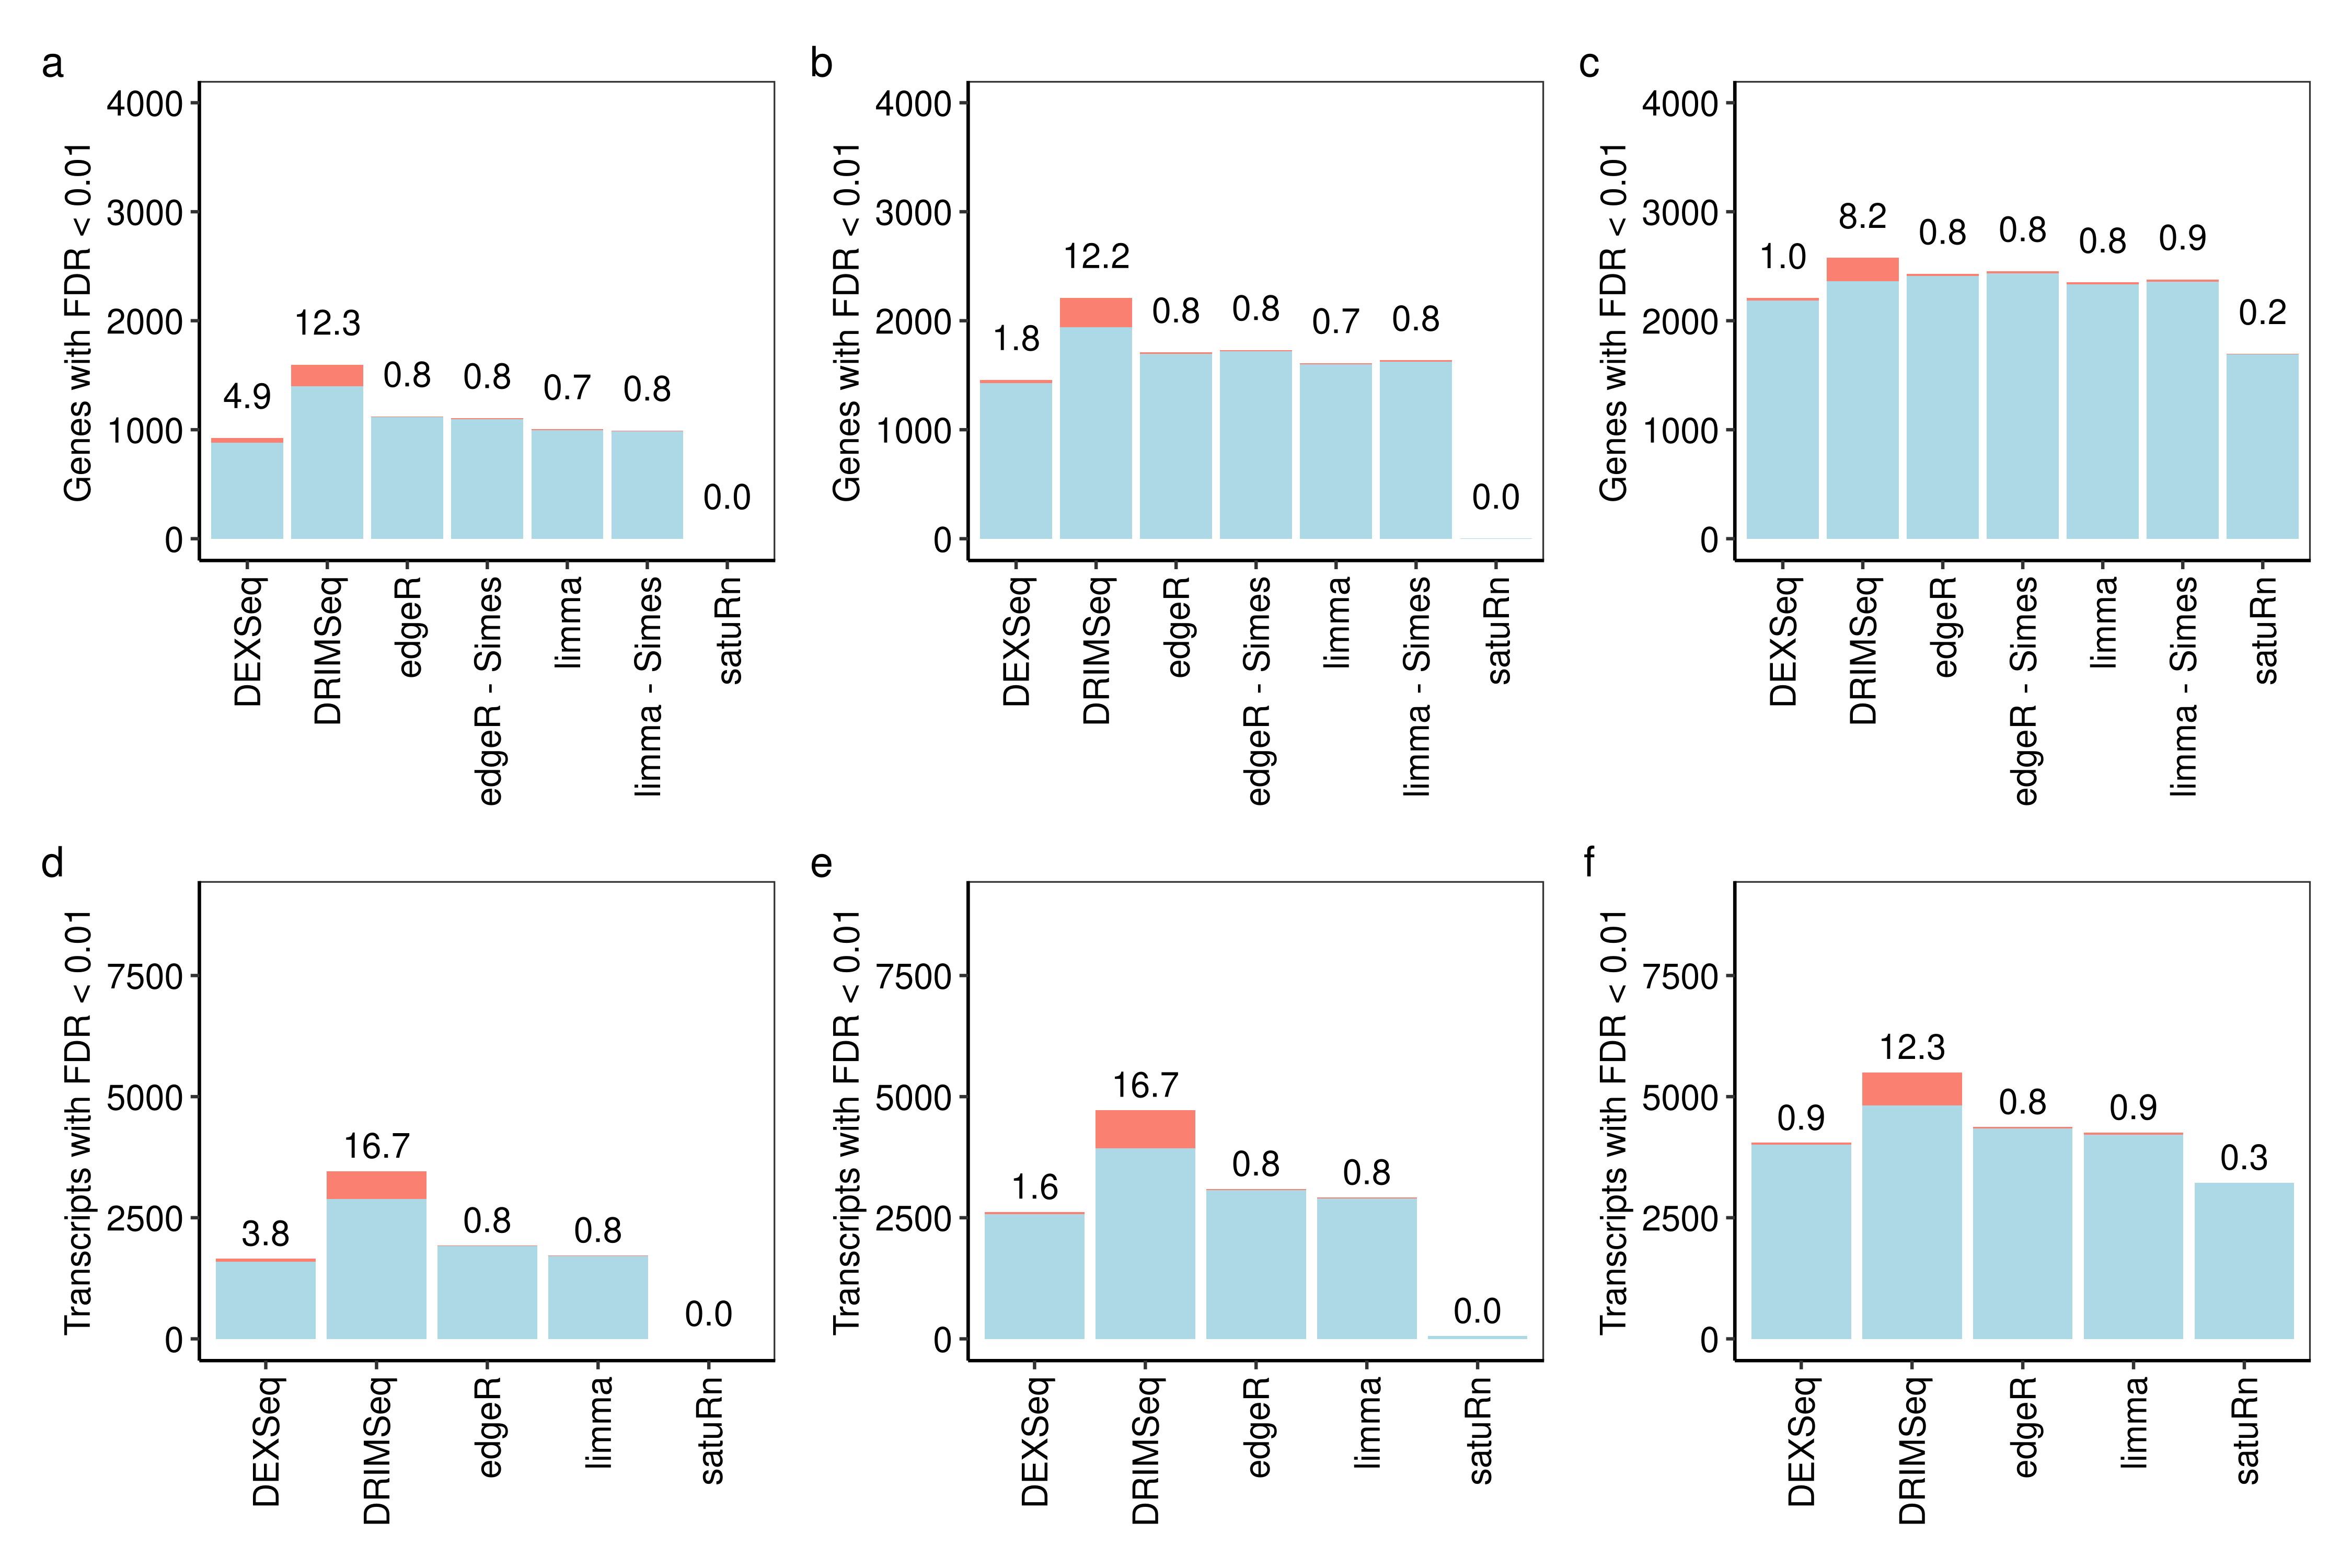 a
Genes with FDR < 0.01
4000
3000
2000
1000
0
4.9
12.3
0.8
0.8
0.7
0.8
0.0
DEXSeq
DRIMSeq
edgeR
edgeR - Simes
limma
limma - Simes
satuRn
b
Genes with FDR < 0.01
4000
3000
2000
1000
0
1.8
12.2
0.8
0.8
0.7
0.8
0.0
DEXSeq
DRIMSeq
edgeR
edgeR - Simes
limma
limma - Simes
satuRn
c
Genes with FDR < 0.01
4000
3000
2000
1000
0
1.0
8.2
0.8
0.8
0.8
0.9
0.2
DEXSeq
DRIMSeq
edgeR
edgeR - Simes
limma
limma - Simes
satuRn
d
Transcripts with FDR < 0.01
7500
5000
2500
0
3.8
16.7
0.8
0.8
0.0
DEXSeq
DRIMSeq
edgeR
limma
satuRn
e
Transcripts with FDR < 0.01
7500
5000
2500
0
1.6
16.7
0.8
0.8
0.0
DEXSeq
DRIMSeq
edgeR
limma
satuRn
f
Transcripts with FDR < 0.01
7500
5000
2500
0
0.9
12.3
0.8
0.9
0.3
DEXSeq
DRIMSeq
edgeR
limma
satuRn